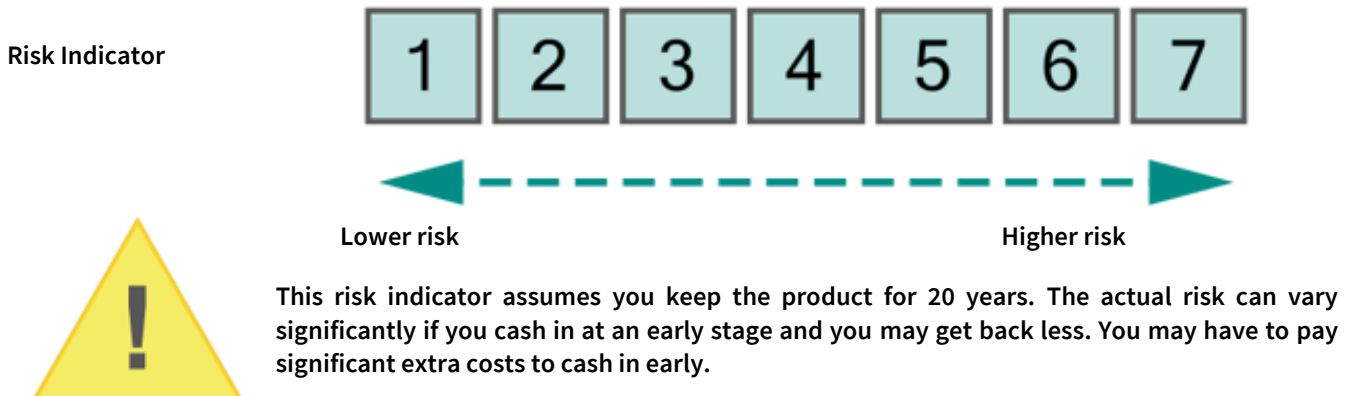 Risk Indicator
1 2 3 4 5 6 7
Lower risk Higher risk
!
This risk indicator assumes you keep the product for 20 years. The actual risk can vary
significantly if you cash in at an early stage and you may get back less. You may have to pay
significant extra costs to cash in early.